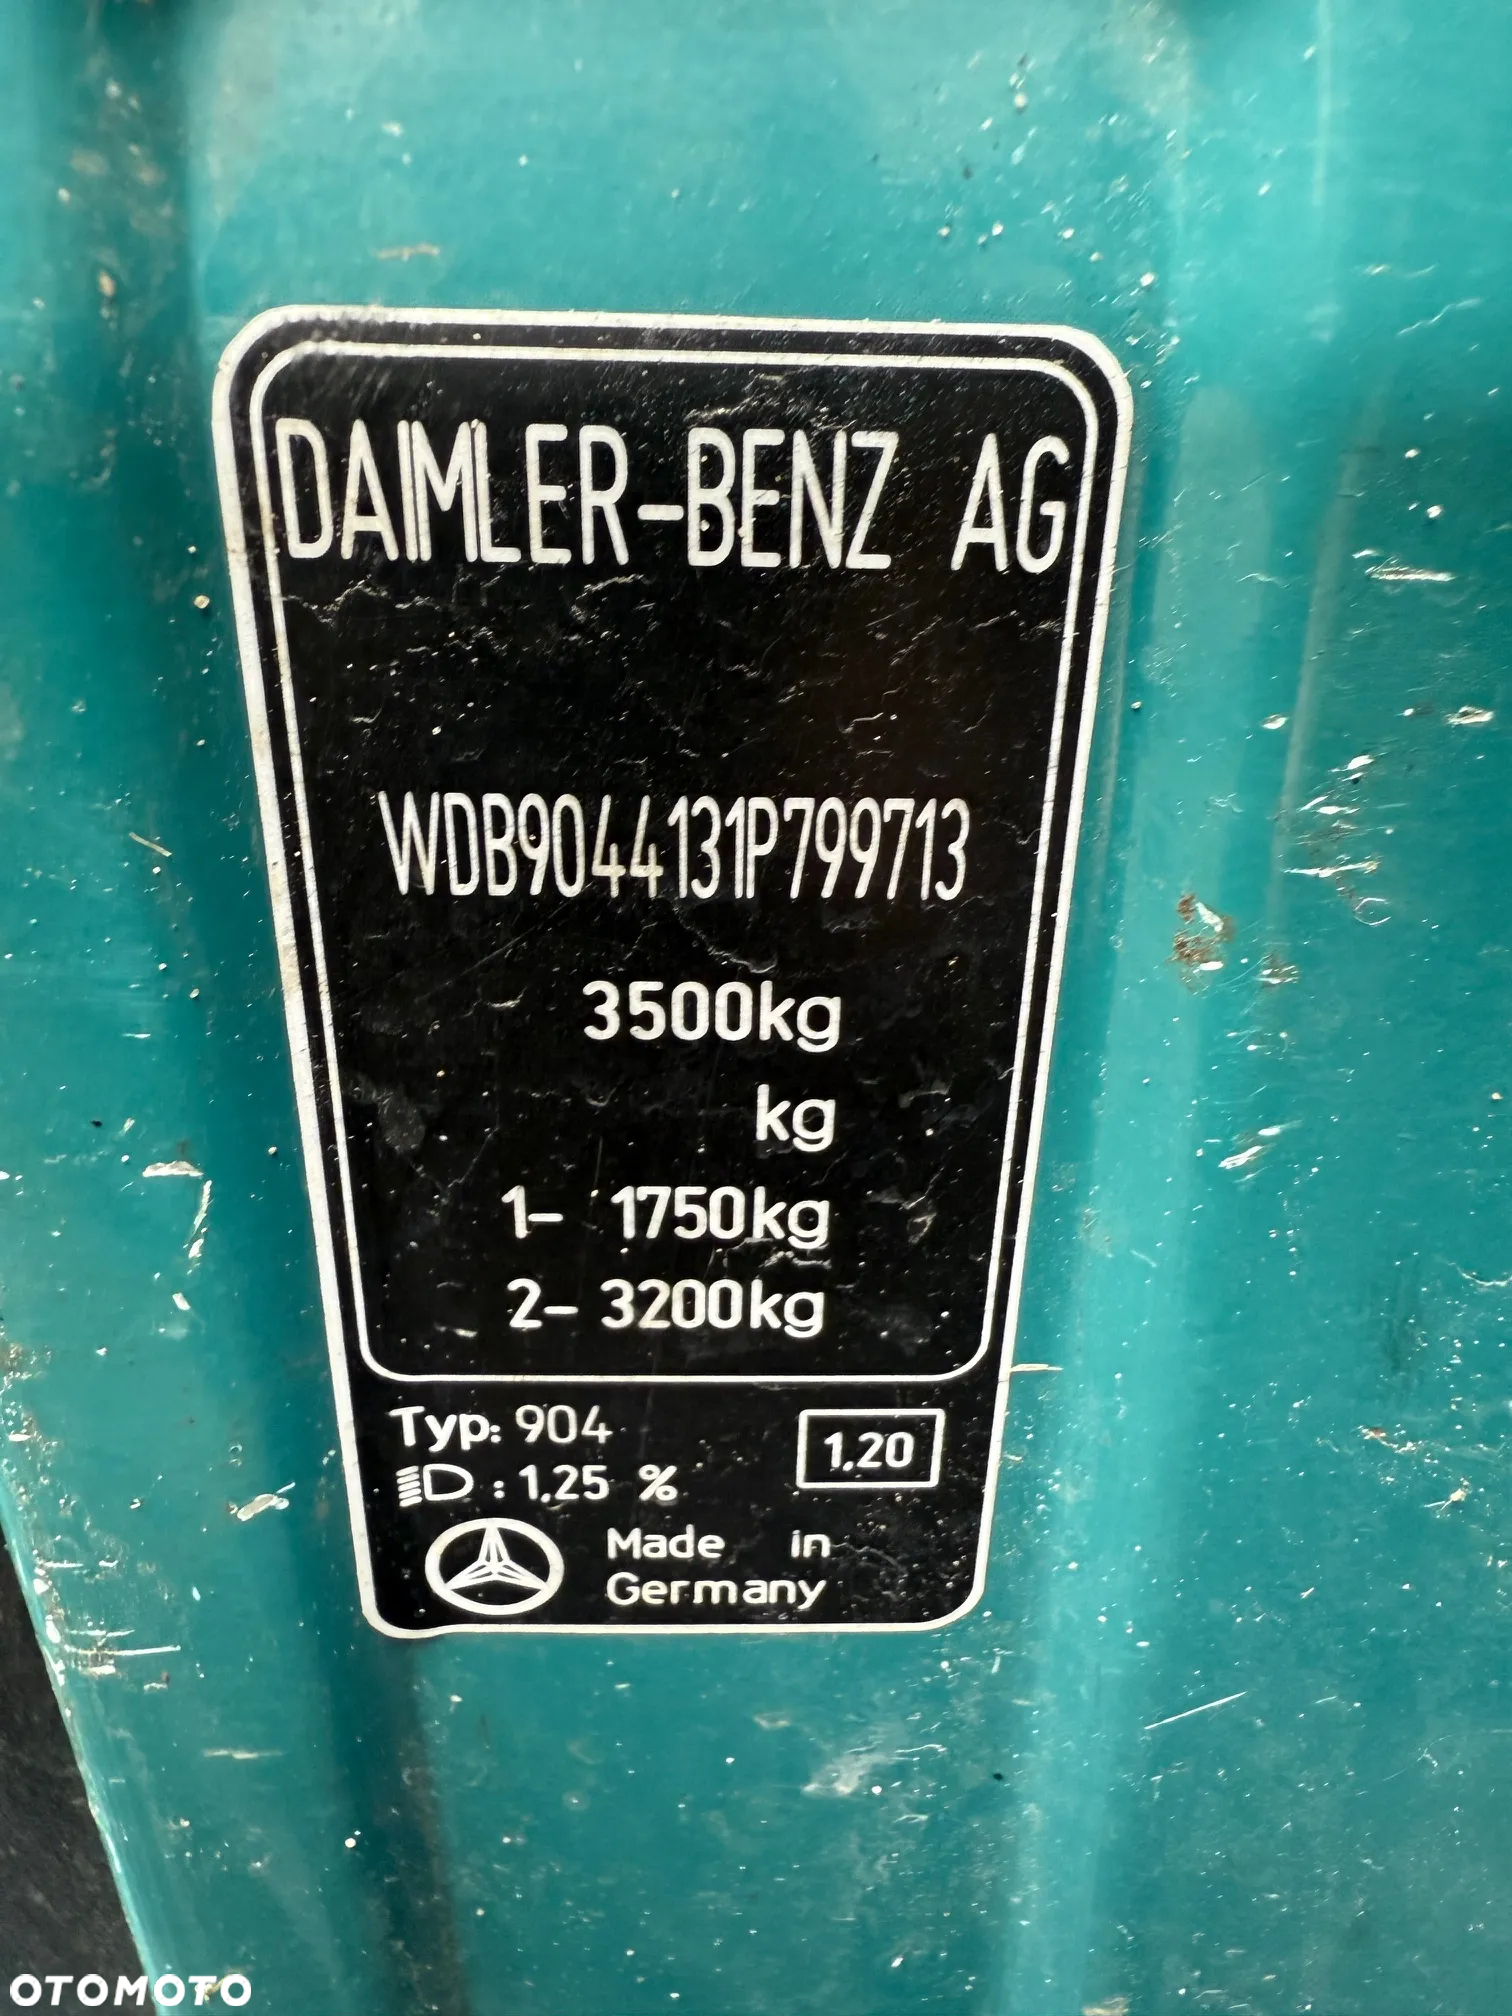 DAIMLER-BENZ AG
WDB9044131P799713
3500kg
kg
1- 1750kg
2- 3200kg
Typ: 904
1.20
: 1.25 %
Made in
Germany
OTOMOTO